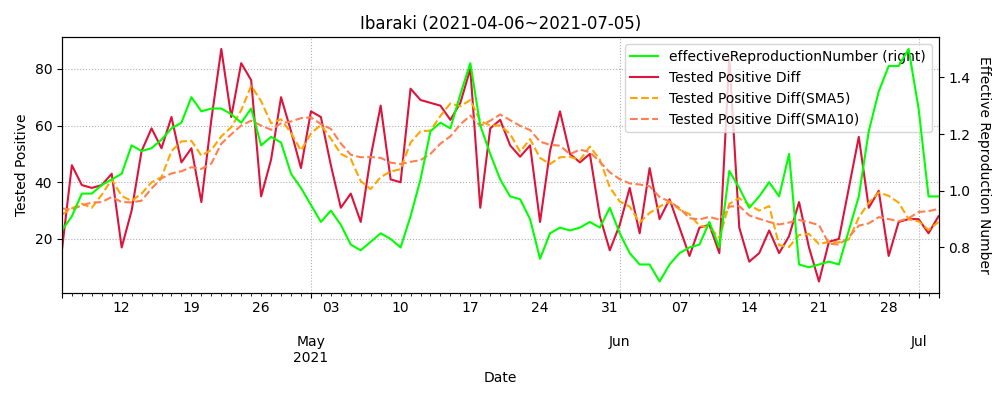 Ibaraki (2021-04-06~2021-07-05)
effectiveReproductionNumber (right)
Tested Positive Diff
Tested Positive Diff(SMA5)
Tested Positive Diff(SMA10)
Tested Positive
80
60
40
20
1.4
1.2
1.0
0.8
Effective Reproduction Number
12 19 26 03 10 17 24 31 07 14 21 28
May Jun Jul
2021
Date